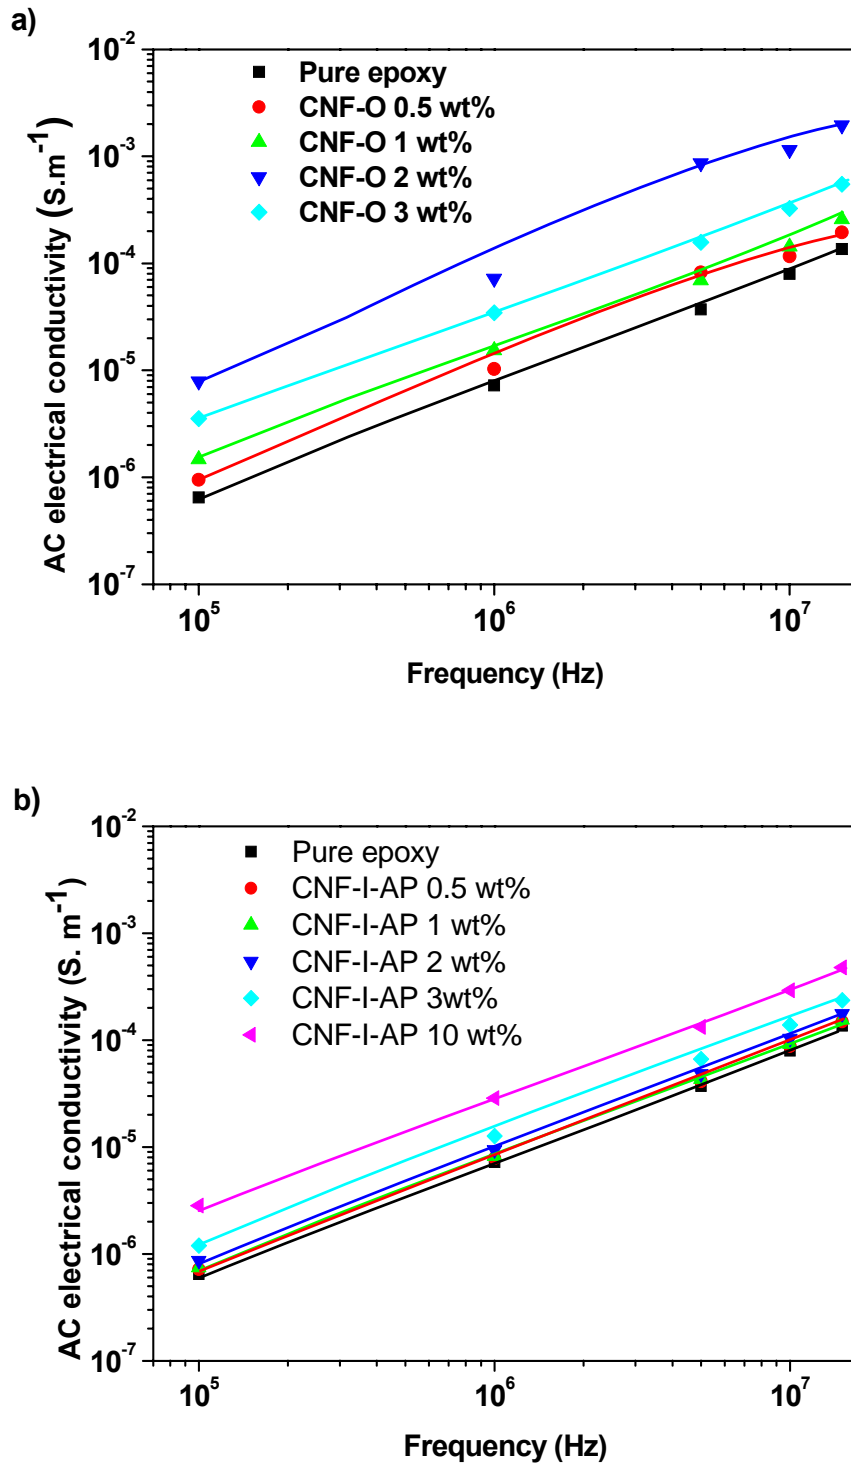 a)
10^-2
10^-3
10^-4
10^-5
10^-6
10^-7
AC electrical conductivity (S.m^-1)
Pure epoxy
CNF-O 0.5 wt%
CNF-O 1 wt%
CNF-O 2 wt%
CNF-O 3 wt%
10^5 10^6 10^7
Frequency (Hz)
b)
10^-2
10^-3
10^-4
10^-5
10^-6
10^-7
AC electrical conductivity (S. m^-1)
Pure epoxy
CNF-I-AP 0.5 wt%
CNF-I-AP 1 wt%
CNF-I-AP 2 wt%
CNF-I-AP 3wt%
CNF-I-AP 10 wt%
10^5 10^6 10^7
Frequency (Hz)